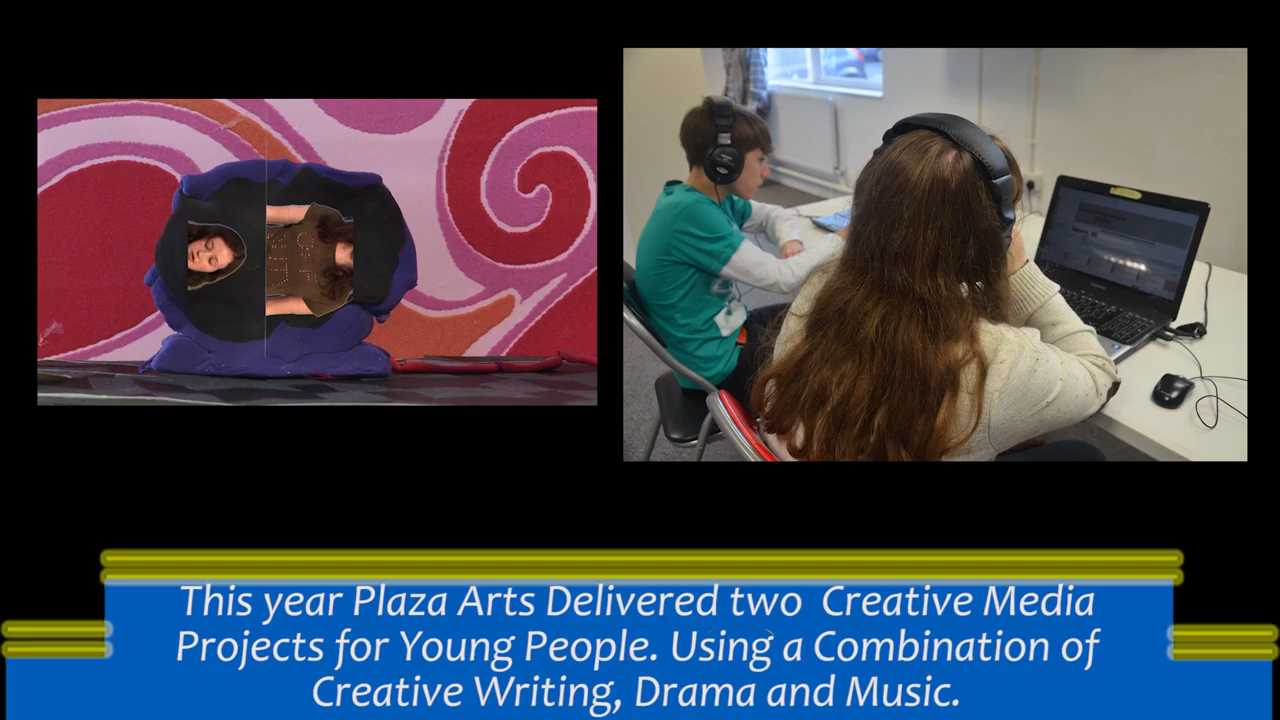 This year Plaza Arts Delivered two Creative Media
Projects for Young People. Using a Combination of
Creative Writing, Drama and Music.